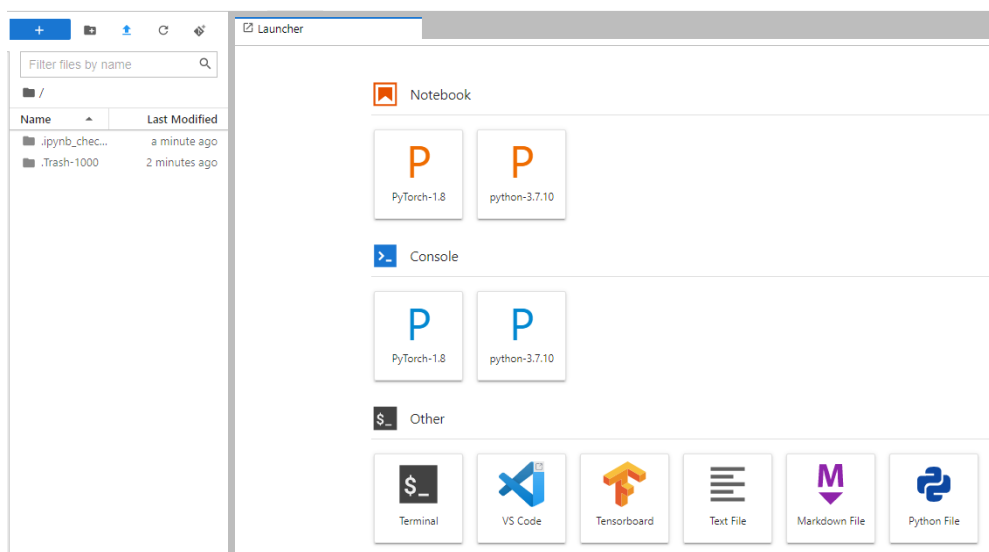 Launcher
Filter files by name
/
Name Last Modified
.ipynb_chec... a minute ago
.Trash-1000 2 minutes ago
Notebook
P P
PyTorch-1.8 python-3.7.10
>_ Console
P P
PyTorch-1.8 python-3.7.10
$_ Other
$_ M
Terminal VS Code Tensorboard Text File Markdown File Python File